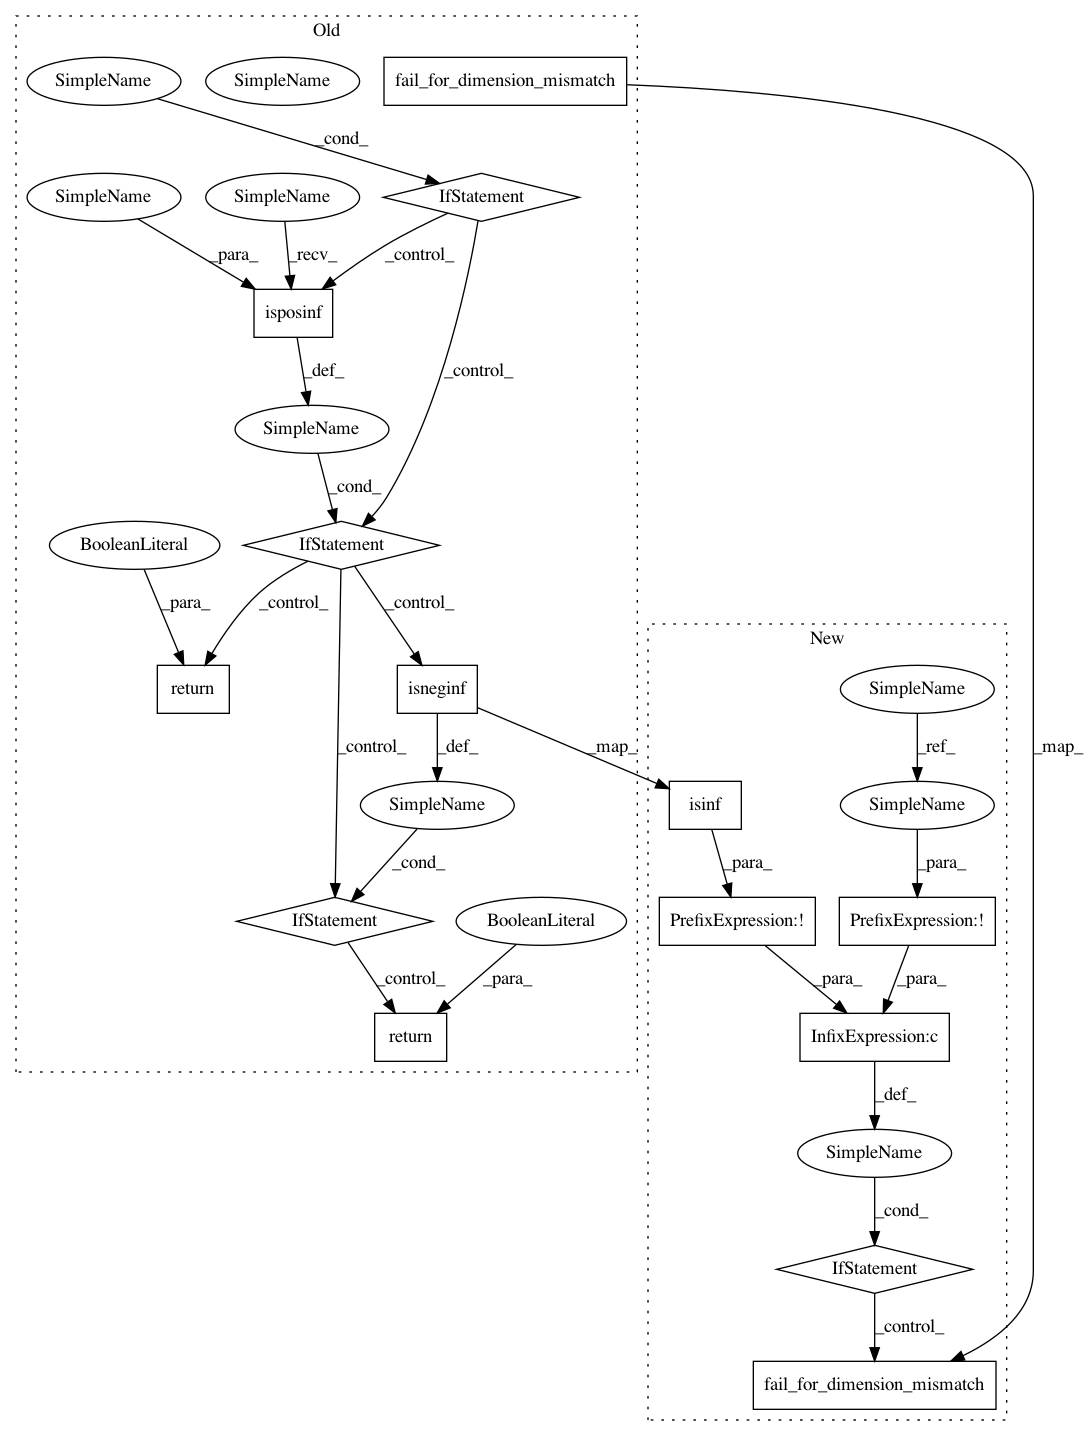 Old
SimpleName
SimpleName
fail_for_dimension_mismatch
_cond_
SimpleName
SimpleName
IfStatement
_para_
_recv_
_control_
isposinf
_def_
_control_
SimpleName
_cond_
BooleanLiteral
IfStatement
_para_
_control_
_control_
New
return
isneginf
SimpleName
_control_
_def_
_map_
_ref_
_map_
SimpleName
isinf
SimpleName
_cond_
_para_
_para_
IfStatement
BooleanLiteral
PrefixExpression:!
PrefixExpression:!
_control_
_para_
_para_
_para_
return
InfixExpression:c
_def_
SimpleName
_cond_
IfStatement
_control_
fail_for_dimension_mismatch